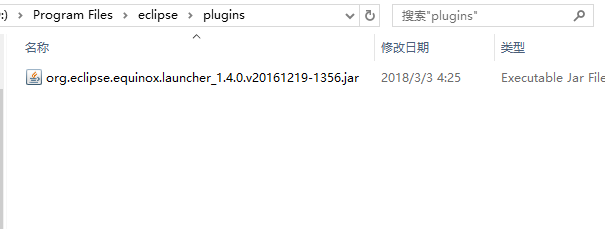 :) > Program Files > eclipse > plugins
搜索"plugins"
名称 修改日期 类型
org.eclipse.equinox.launcher_1.4.0.v20161219-1356.jar 2018/3/3 4:25 Executable Jar File